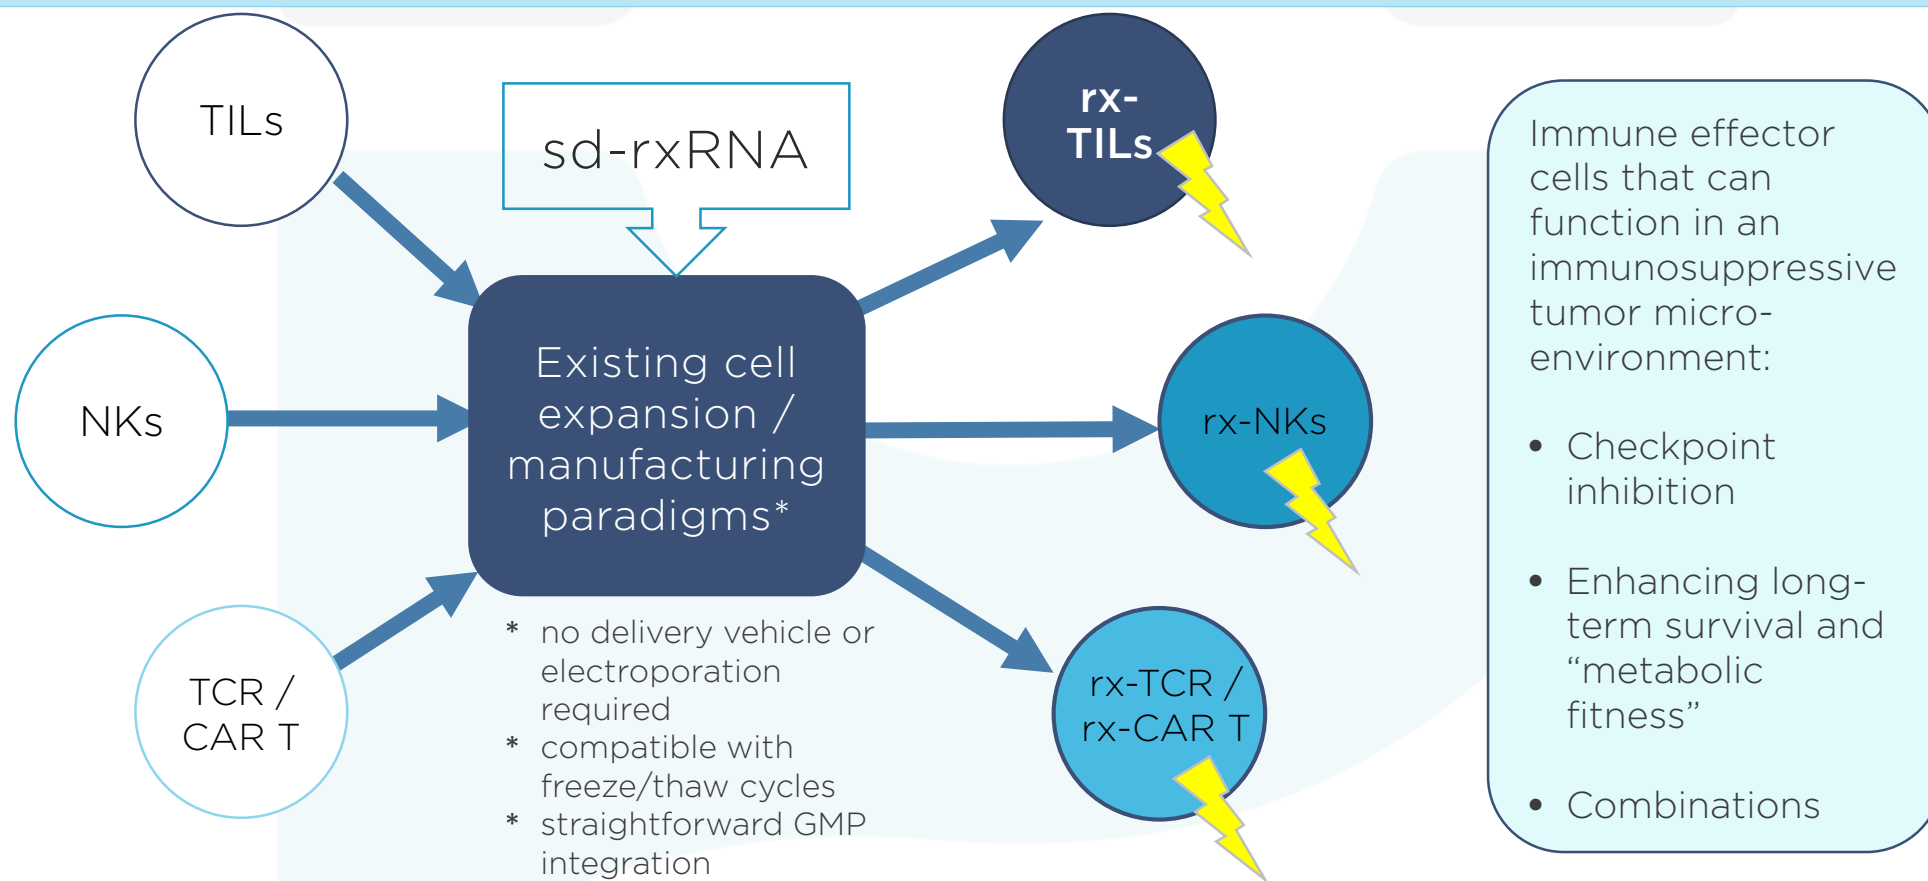 TILs
sd-rxRNA
rx-
TILs
NKs
Existing cell
expansion /
manufacturing
paradigms*
rx-NKs
TCR /
CAR T
* no delivery vehicle or
electroporation
required
* compatible with
freeze/thaw cycles
* straightforward GMP
integration
rx-TCR /
rx-CAR T
Immune effector
cells that can
function in an
immunosuppressive
tumor micro-
environment:
• Checkpoint
inhibition
• Enhancing long-
term survival and
“metabolic
fitness”
• Combinations